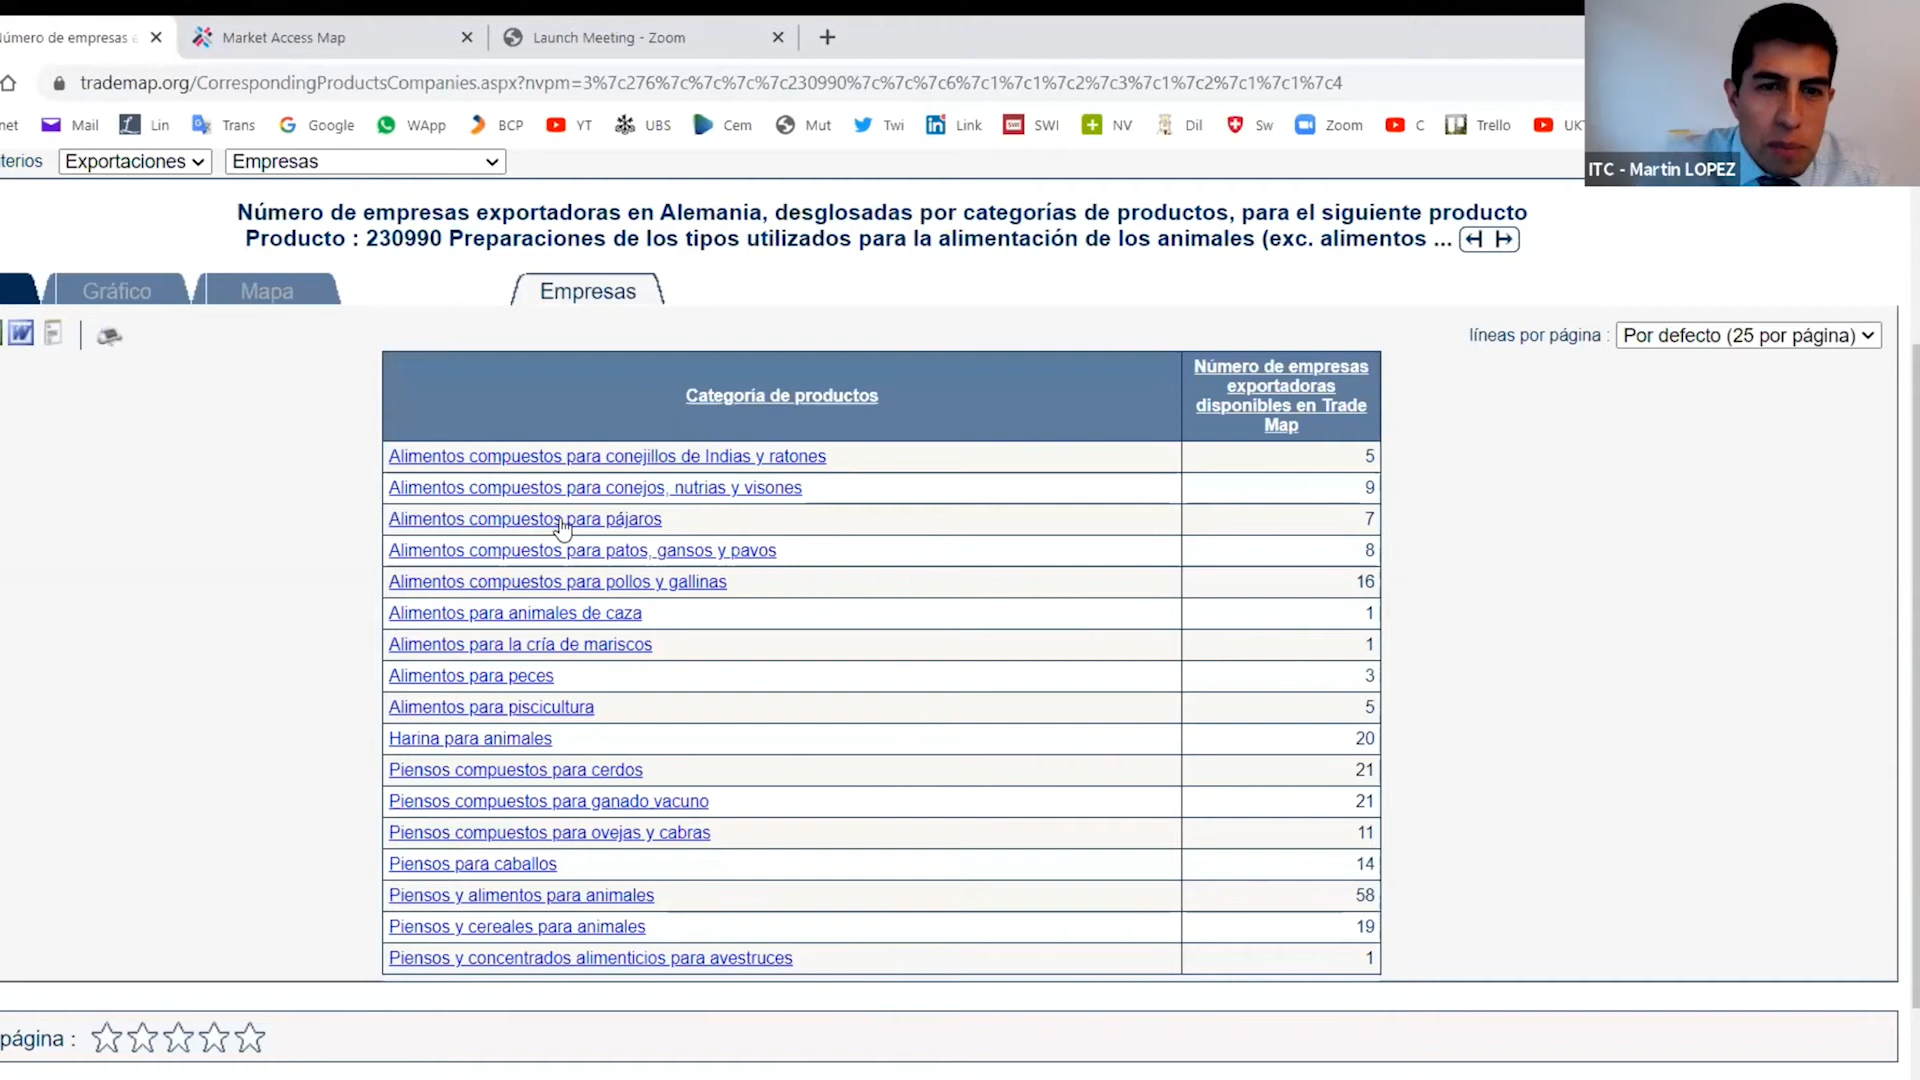 Número de empresas e
Market Access Map
Launch Meeting - Zoom
trademap.org/CorrespondingProductsCompanies.aspx?nvpm=3%7c276%7c%7c%7c%7c230990%7c%7c%7c6%7c1%7c1%7c2%7c3%7c1%7c2%7c1%7c1%7c4
net Mail Lin Trans Google WApp BCP YT UBS Cem Mut Twi Link SWI NV Dil Sw Zoom C Trello UK
ITC - Martin LOPEZ
terios Exportaciones Empresas
Número de empresas exportadoras en Alemania, desglosadas por categorías de productos, para el siguiente producto
Producto : 230990 Preparaciones de los tipos utilizados para la alimentación de los animales (exc. alimentos ...
Gráfico Mapa Empresas
líneas por página : Por defecto (25 por página)
Categoría de productos
Número de empresas
exportadoras
disponibles en Trade
Map
Alimentos compuestos para conejillos de Indias y ratones 5
Alimentos compuestos para conejos, nutrias y visones 9
Alimentos compuestos para pájaros 7
Alimentos compuestos para patos, gansos y pavos 8
Alimentos compuestos para pollos y gallinas 16
Alimentos para animales de caza 1
Alimentos para la cría de mariscos 1
Alimentos para peces 3
Alimentos para piscicultura 5
Harina para animales 20
Piensos compuestos para cerdos 21
Piensos compuestos para ganado vacuno 21
Piensos compuestos para ovejas y cabras 11
Piensos para caballos 14
Piensos y alimentos para animales 58
Piensos y cereales para animales 19
Piensos y concentrados alimenticios para avestruces 1
página :